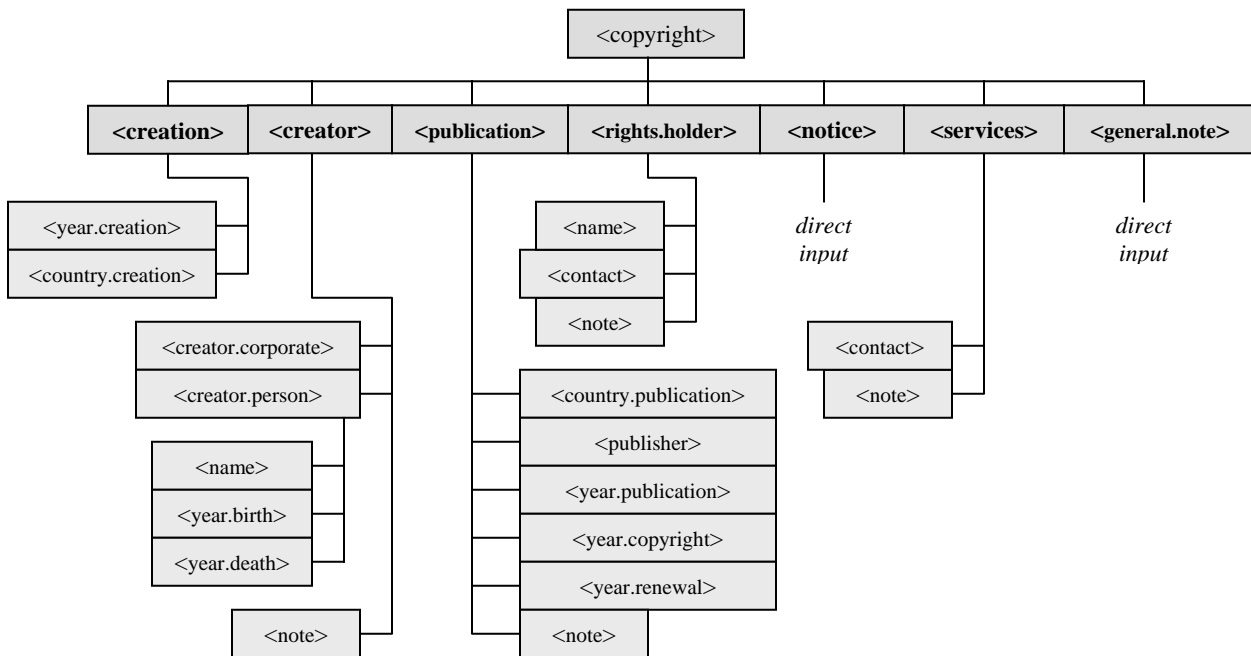 <copyright>
<creation>
<creator>
<publication>
<rights.holder>
<notice>
<services>
<general.note>
<year.creation>
<country.creation>
<creator.corporate>
<creator.person>
<name>
<year.birth>
<year.death>
<note>
<country.publication>
<publisher>
<year.publication>
<year.copyright>
<year.renewal>
<note>
<name>
<contact>
<note>
direct
input
<contact>
<note>
direct
input